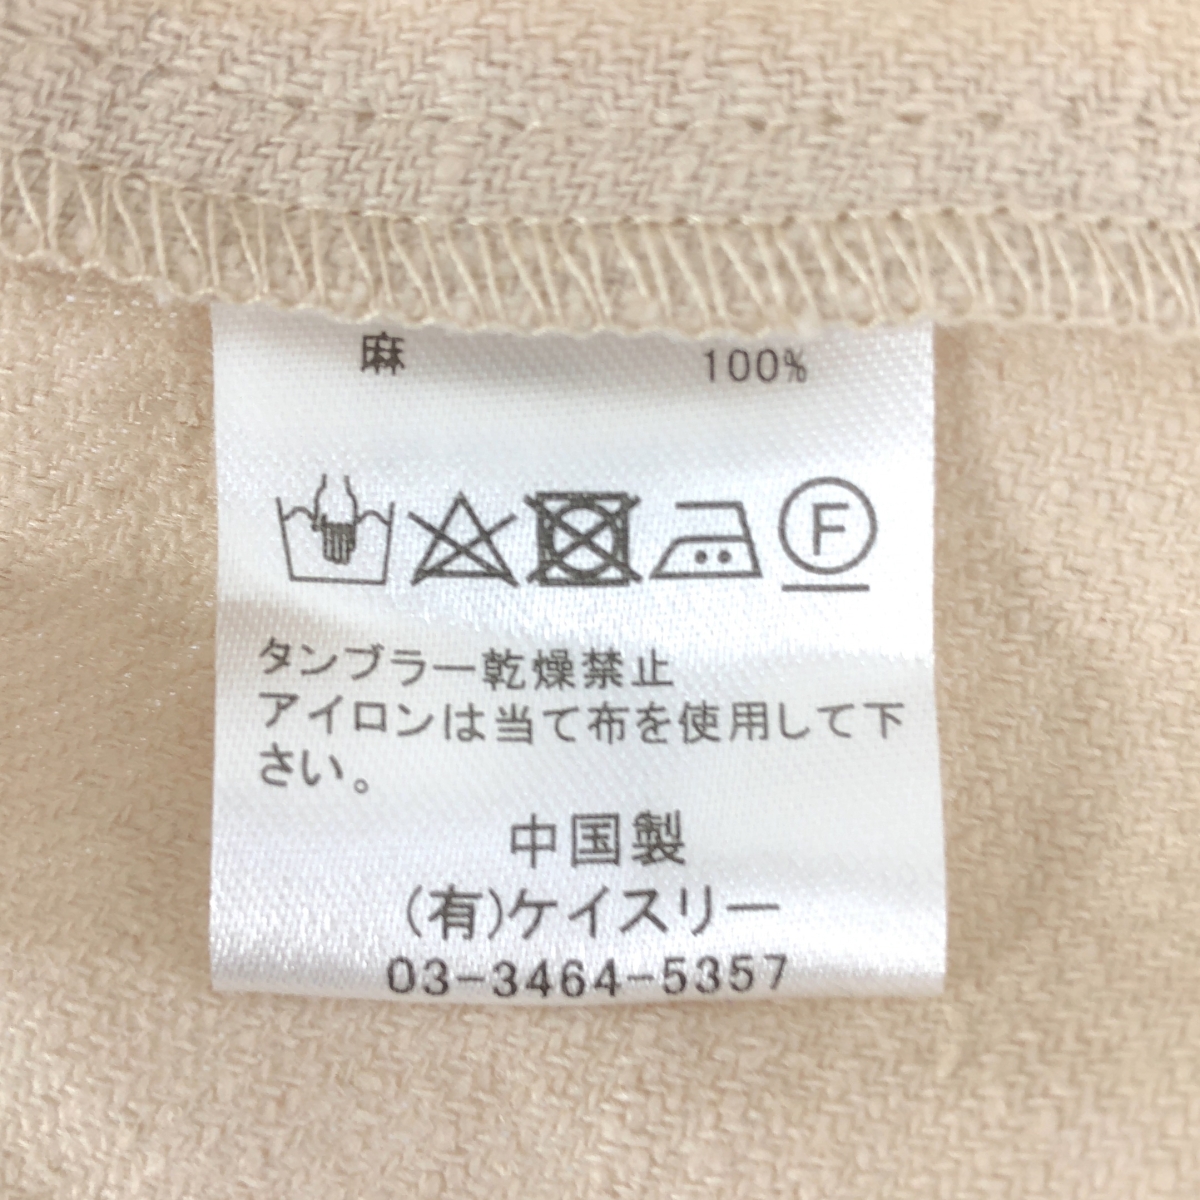 麻 100%
F
タンブラー乾燥禁止
アイロンは当て布を使用して下
さい。
中国製
(有)ケイスリー
03-3464-5357